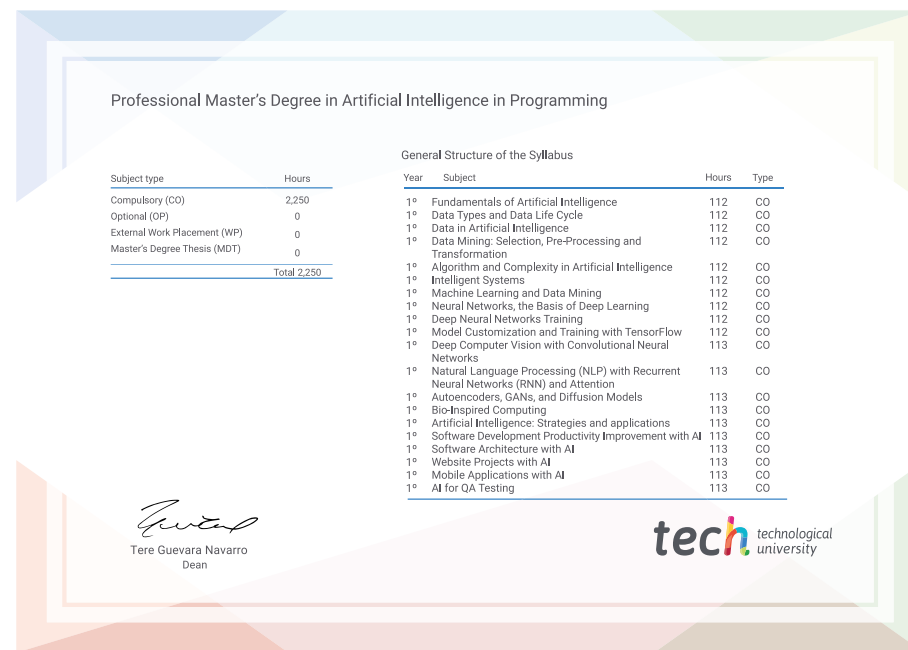 Professional Master's Degree in Artificial Intelligence in Programming
Subject type Hours
Compulsory (CO) 2,250
Optional (OP) 0
External Work Placement (WP) 0
Master's Degree Thesis (MDT) 0
Total 2,250
General Structure of the Syllabus
Year Subject Hours Type
1º Fundamentals of Artificial Intelligence 112 CO
1º Data Types and Data Life Cycle 112 CO
1º Data in Artificial Intelligence 112 CO
1º Data Mining: Selection, Pre-Processing and 112 CO
Transformation
1º Algorithm and Complexity in Artificial Intelligence 112 CO
1º Intelligent Systems 112 CO
1º Machine Learning and Data Mining 112 CO
1º Neural Networks, the Basis of Deep Learning 112 CO
1º Deep Neural Networks Training 112 CO
1º Model Customization and Training with TensorFlow 112 CO
1º Deep Computer Vision with Convolutional Neural 113 CO
Networks
1º Natural Language Processing (NLP) with Recurrent 113 CO
Neural Networks (RNN) and Attention
1º Autoencoders, GANs, and Diffusion Models 113 CO
1º Bio-Inspired Computing 113 CO
1º Artificial Intelligence: Strategies and applications 113 CO
1º Software Development Productivity Improvement with AI 113 CO
1º Software Architecture with AI 113 CO
1º Website Projects with AI 113 CO
1º Mobile Applications with AI 113 CO
1º AI for QA Testing 113 CO
Tere Guevara Navarro
Dean
tech technological
university